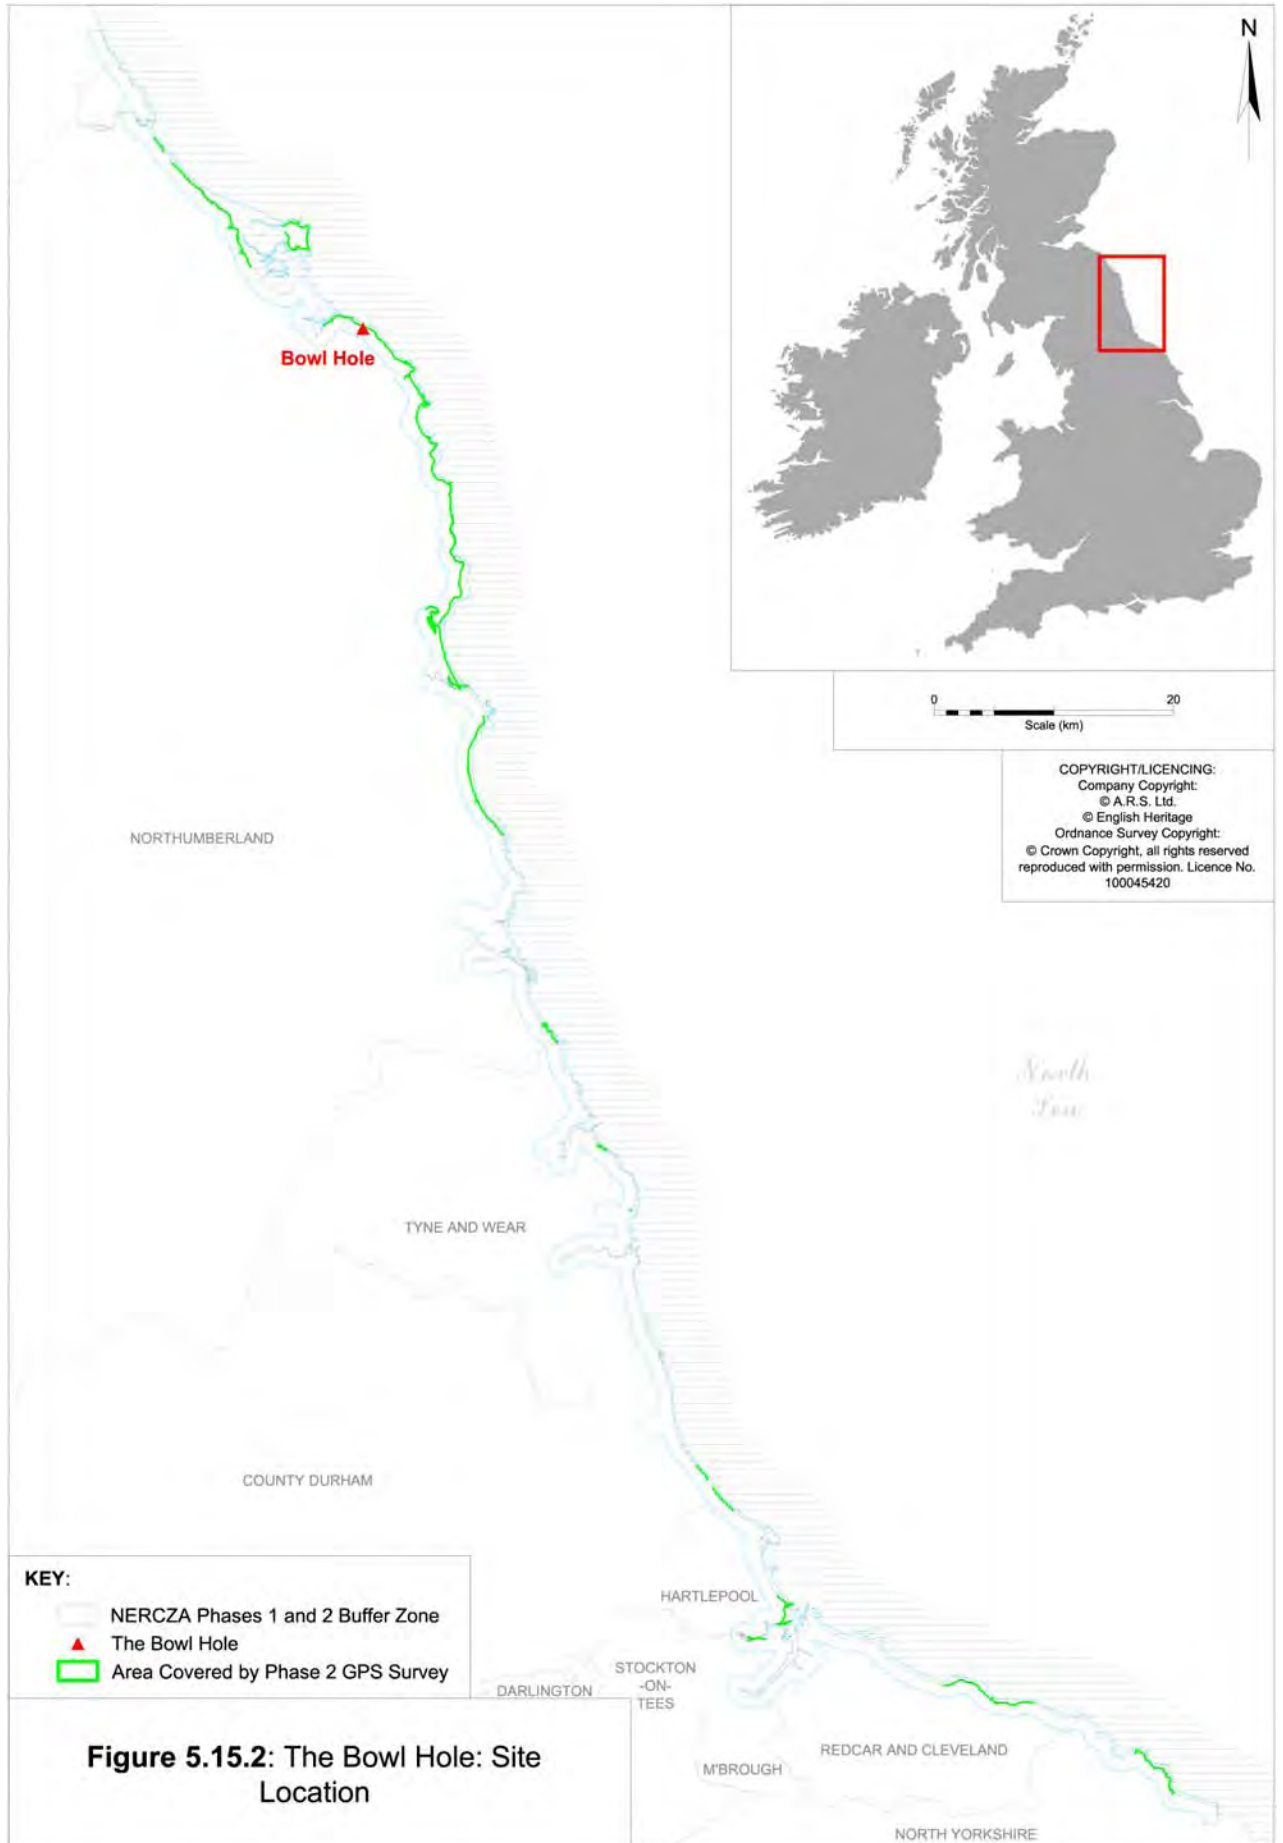 N
Bowl Hole
0 20
Scale (km)
COPYRIGHT/LICENCING:
Company Copyright:
© A.R.S. Ltd.
© English Heritage
Ordnance Survey Copyright:
© Crown Copyright, all rights reserved
reproduced with permission. Licence No.
100045420
NORTHUMBERLAND
North
Sea
TYNE AND WEAR
COUNTY DURHAM
HARTLEPOOL
STOCKTON
-ON-
TEES
DARLINGTON
M'BROUGH
REDCAR AND CLEVELAND
NORTH YORKSHIRE
KEY:
NERCZA Phases 1 and 2 Buffer Zone
The Bowl Hole
Area Covered by Phase 2 GPS Survey
Figure 5.15.2: The Bowl Hole: Site
Location